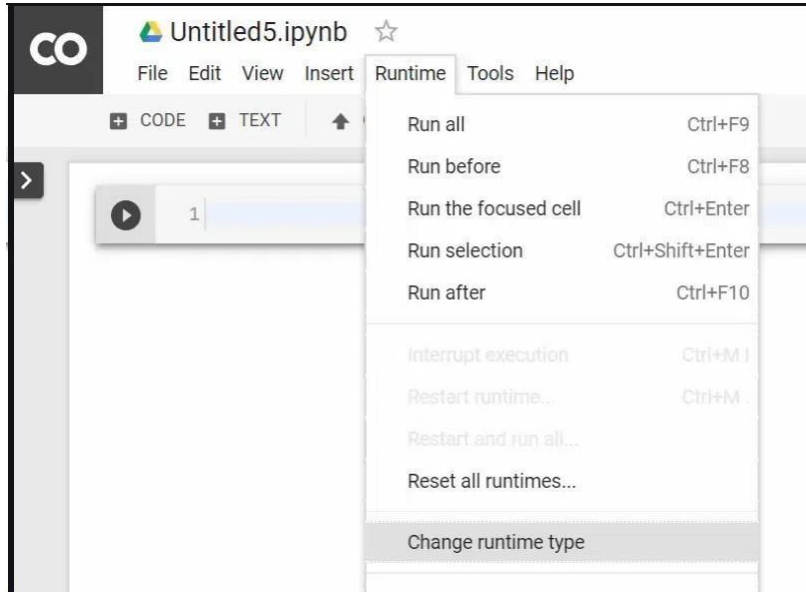 CO
Untitled5.ipynb
File Edit View Insert Runtime Tools Help
CODE TEXT
Run all Ctrl+F9
Run before Ctrl+F8
1
Run the focused cell Ctrl+Enter
Run selection Ctrl+Shift+Enter
Run after Ctrl+F10
Interrupt execution Ctrl+M I
Restart runtime... Ctrl+M .
Restart and run all...
Reset all runtimes...
Change runtime type